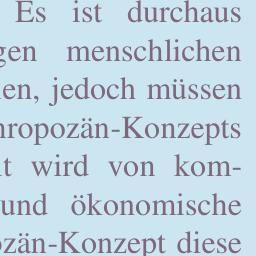 Es ist durchaus
gen menschlichen
en, jedoch müssen
hropozän-Konzepts
t wird von kom-
und ökonomische
ozän-Konzept diese